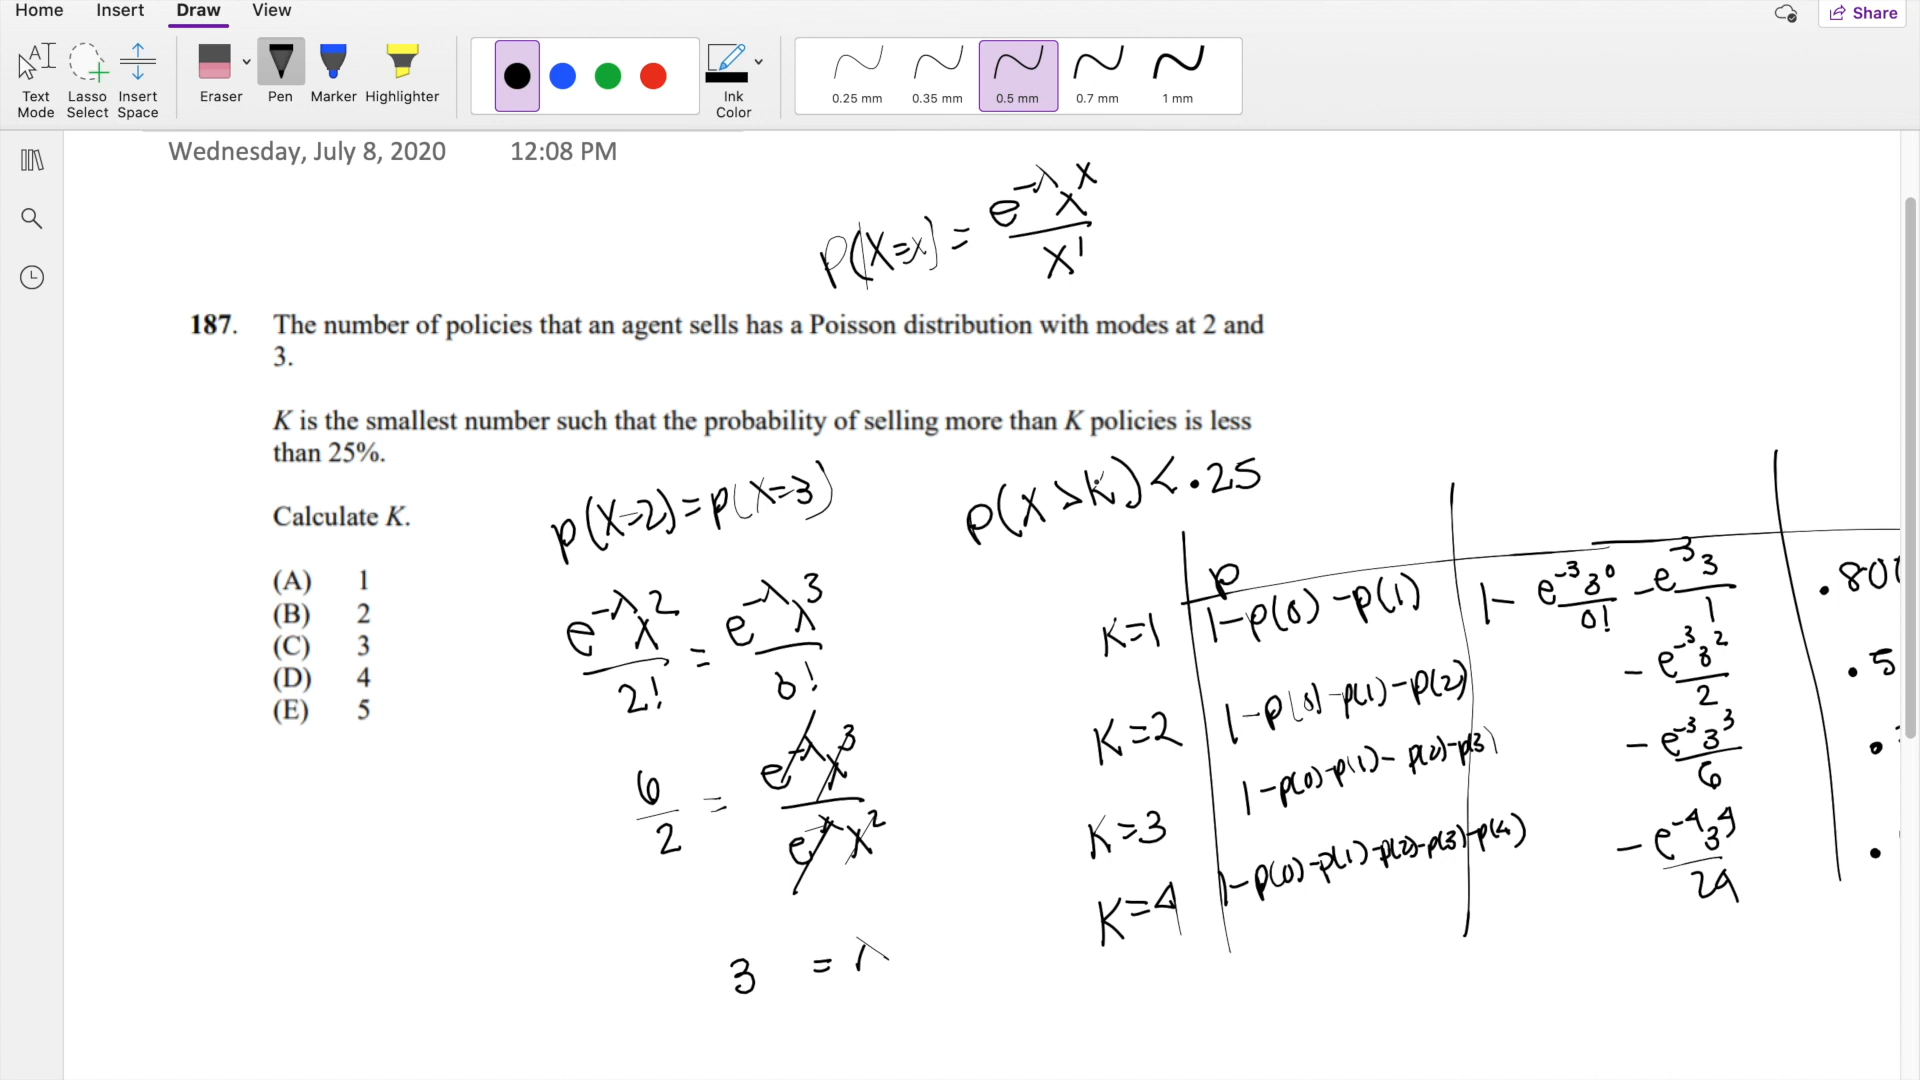 Home Insert Draw View Share
Text Mode Lasso Select Insert Space Eraser Pen Marker Highlighter Ink Color 0.25 mm 0.35 mm 0.5 mm 0.7 mm 1 mm
Wednesday, July 8, 2020 12:08 PM
P(X=x) = e^-λ x^x / x!
187. The number of policies that an agent sells has a Poisson distribution with modes at 2 and
3.
K is the smallest number such that the probability of selling more than K policies is less
than 25%.
Calculate K.
(A) 1
(B) 2
(C) 3
(D) 4
(E) 5
p(X=2) = p(X=3)
e^-λ λ^2 / 2! = e^-λ λ^3 / 6!
6/2 = e^-λ λ^3 / e^-λ λ^2
3 = λ
P(X>K) < .25
P
K=1 1-p(0)-p(1) 1- e^-3 3^0 / 0! - e^3 3 / 1 .80
K=2 1-p(0)-p(1)-p(2) - e^-3 3^2 / 2 .5
K=3 1-p(0)-p(1)-p(2)-p(3) - e^-3 3^3 / 6 .
K=4 1-p(0)-p(1)-p(2)-p(3)-p(4) - e^-4 3^4 / 24 .